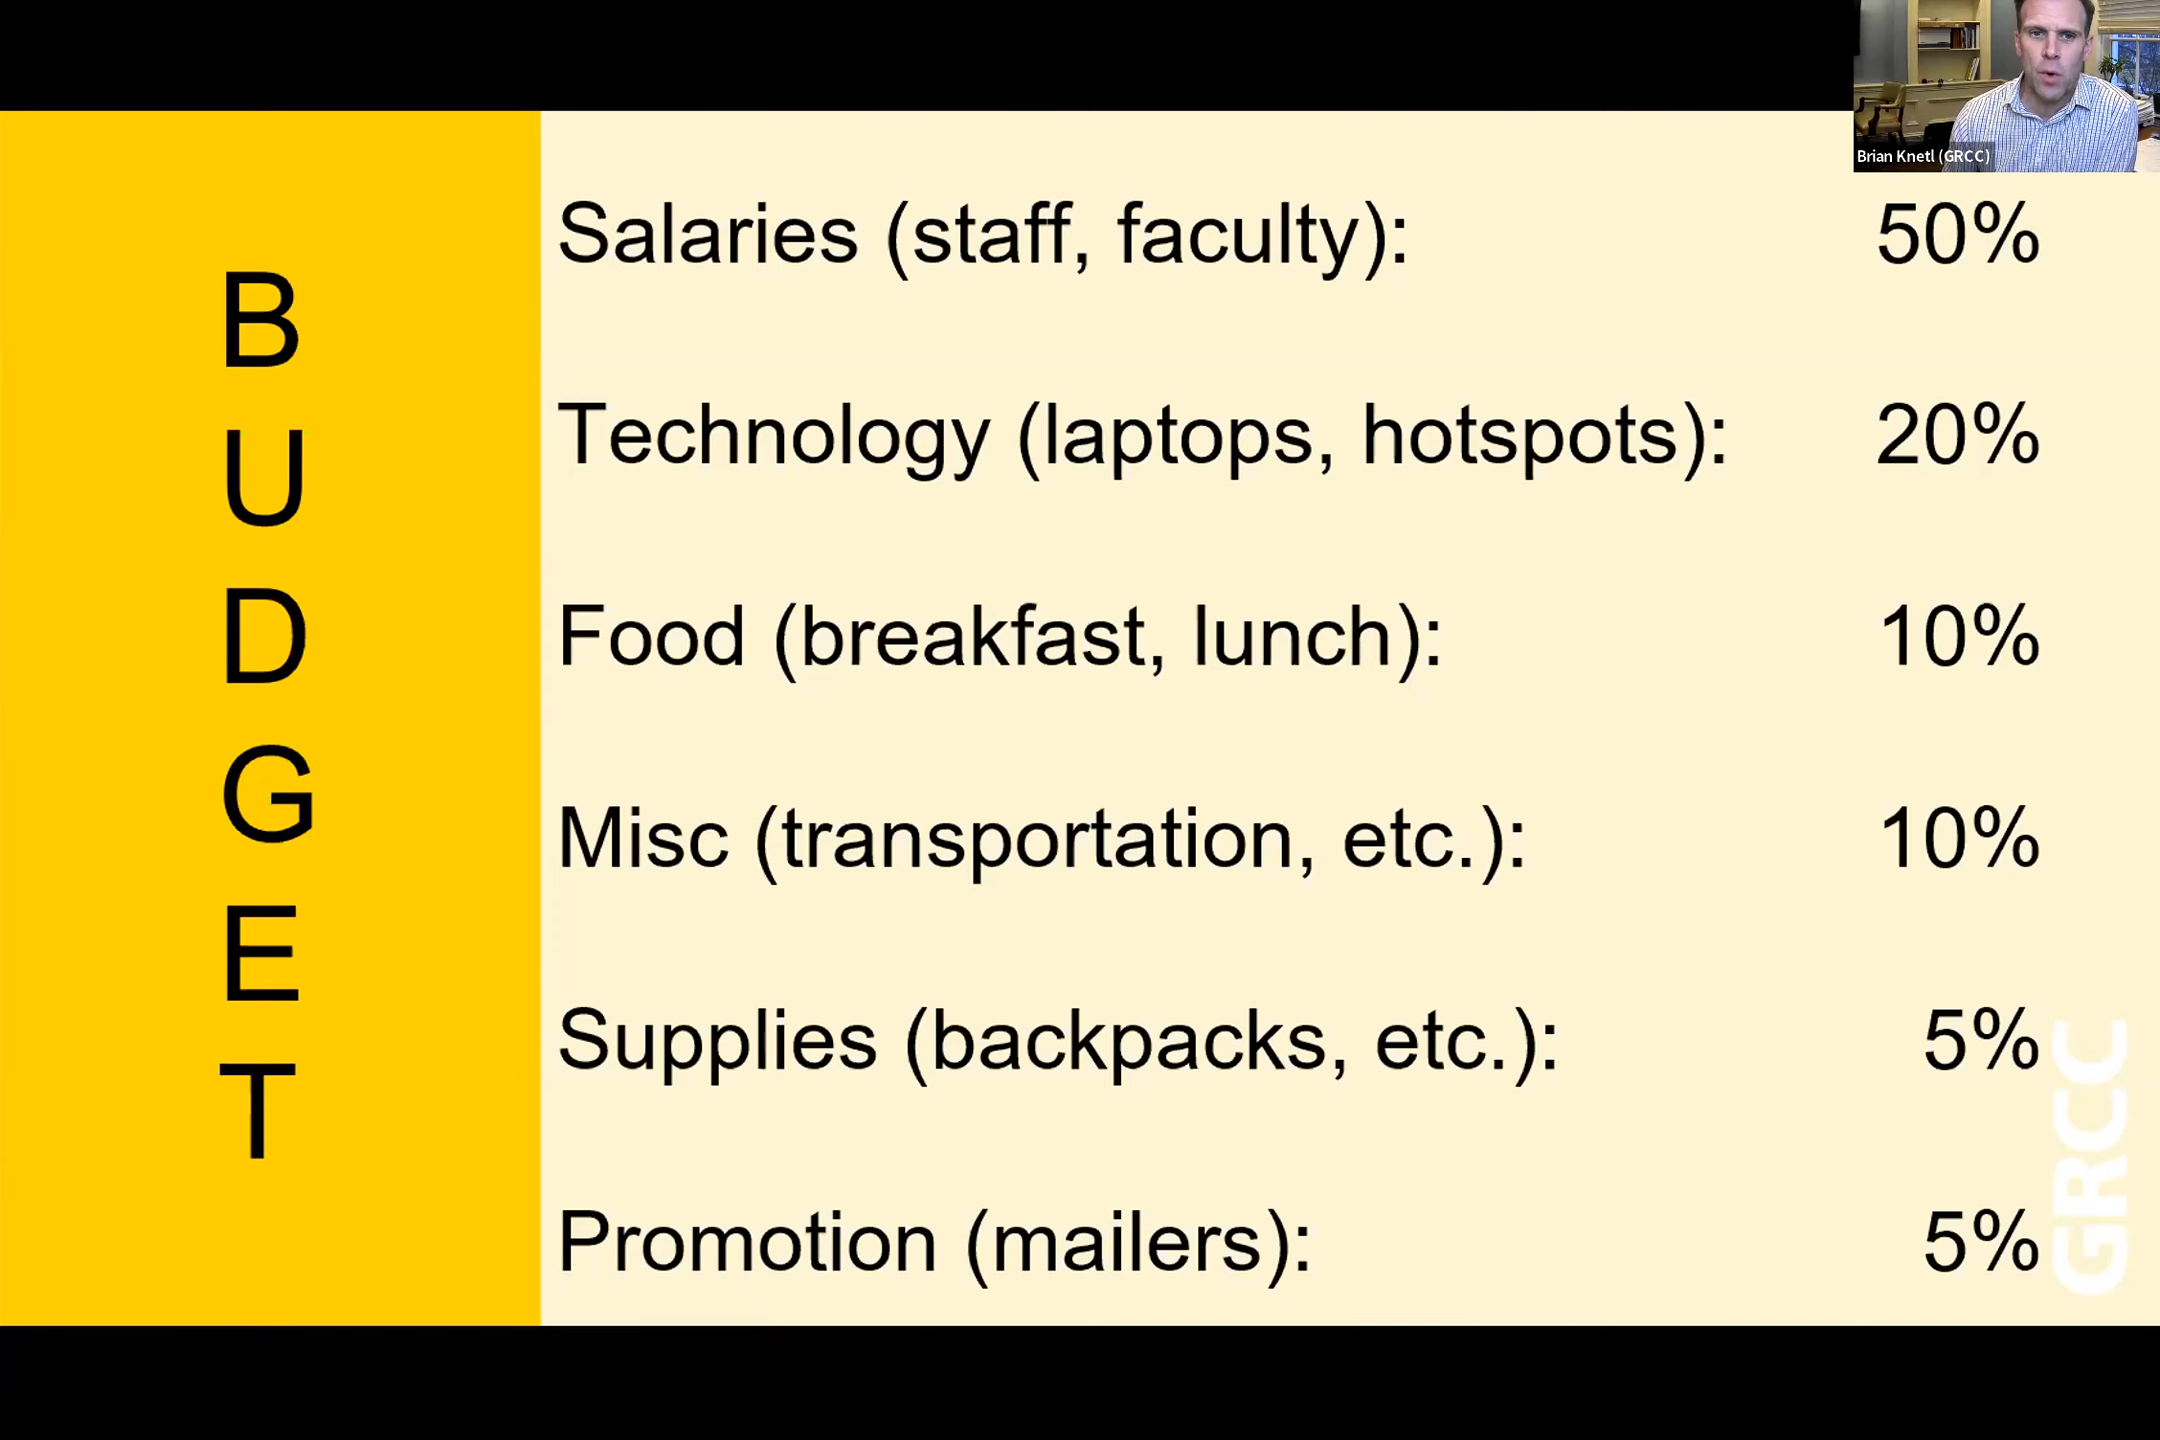 Brian Knetl (GRCC)
BUDGET
Salaries (staff, faculty): 50%
Technology (laptops, hotspots): 20%
Food (breakfast, lunch): 10%
Misc (transportation, etc.): 10%
Supplies (backpacks, etc.): 5%
Promotion (mailers): 5%
GRCC